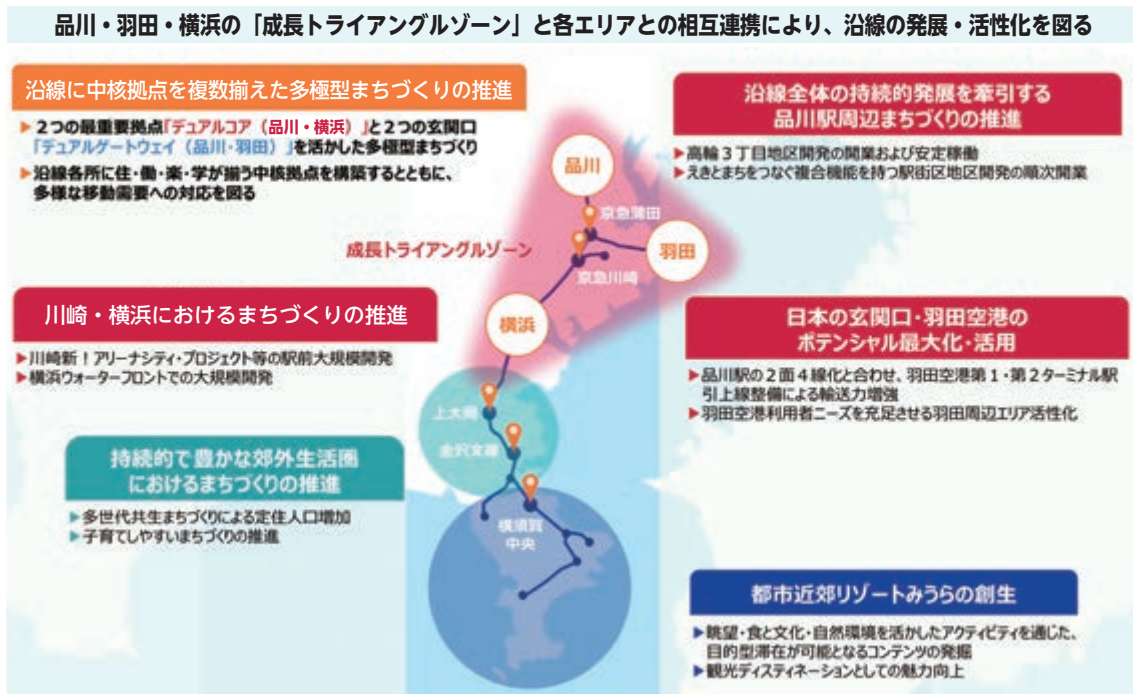 品川・羽田・横浜の「成長トライアングルゾーン」と各エリアとの相互連携により、沿線の発展・活性化を図る
沿線に中核拠点を複数揃えた多極型まちづくりの推進
▶2つの最重要拠点「デュアルコア（品川・横浜）」と2つの玄関口
「デュアルゲートウェイ（品川・羽田）」を活かした多極型まちづくり
▶沿線各所に住・働・楽・学が揃う中核拠点を構築するとともに、
多様な移動需要への対応を図る
沿線全体の持続的発展を牽引する
品川駅周辺まちづくりの推進
▶高輪3丁目地区開発の開業および安定稼働
▶えきとまちをつなぐ複合機能を持つ駅街区地区開発の順次開業
品川
京急蒲田
羽田
成長トライアングルゾーン
京急川崎
横浜
川崎・横浜におけるまちづくりの推進
▶川崎新！アリーナシティ・プロジェクト等の駅前大規模開発
▶横浜ウォーターフロントでの大規模開発
日本の玄関口・羽田空港の
ポテンシャル最大化・活用
▶品川駅の2面4線化と合わせ、羽田空港第1・第2ターミナル駅
引上線整備による輸送力増強
▶羽田空港利用者ニーズを充足させる羽田周辺エリア活性化
上大岡
金沢文庫
持続的で豊かな郊外生活圏
におけるまちづくりの推進
▶多世代共生まちづくりによる定住人口増加
▶子育てしやすいまちづくりの推進
横須賀
中央
都市近郊リゾートみうらの創生
▶眺望・食と文化・自然環境を活かしたアクティビティを通じた、
目的型滞在が可能となるコンテンツの発掘
▶観光ディスティネーションとしての魅力向上